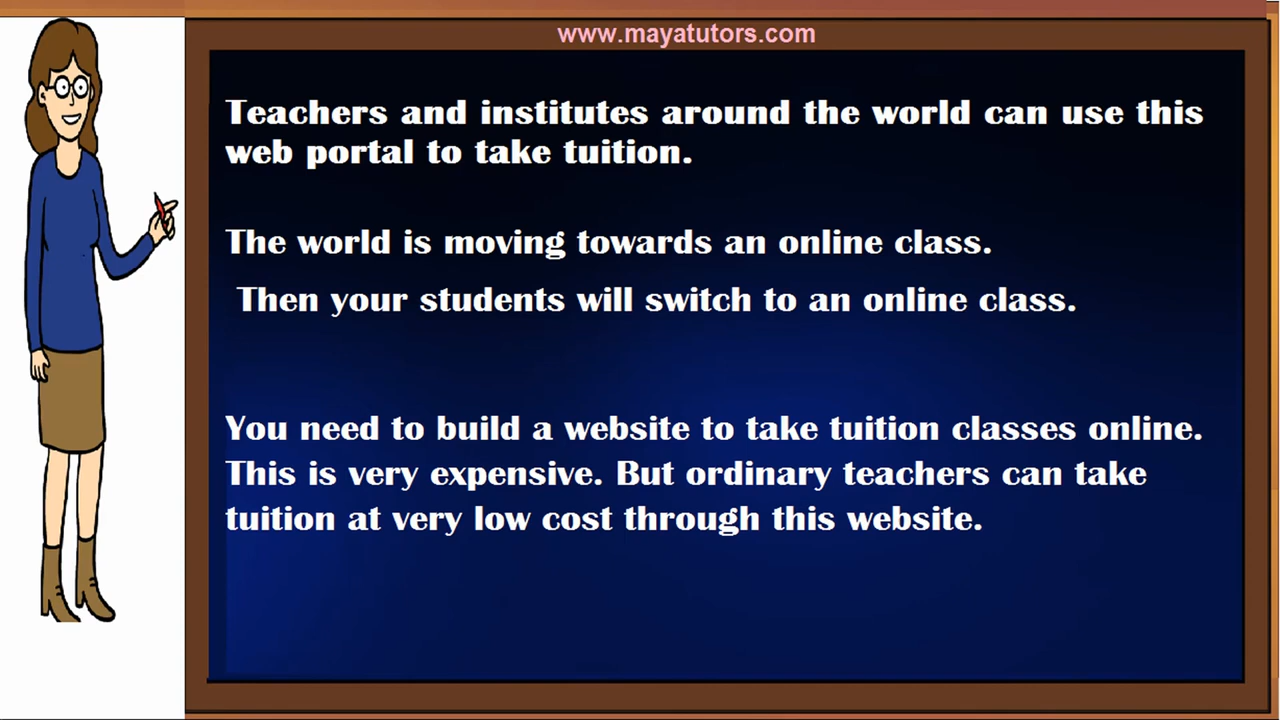 www.mayatutors.com
Teachers and institutes around the world can use this
web portal to take tuition.
The world is moving towards an online class.
Then your students will switch to an online class.
You need to build a website to take tuition classes online.
This is very expensive. But ordinary teachers can take
tuition at very low cost through this website.